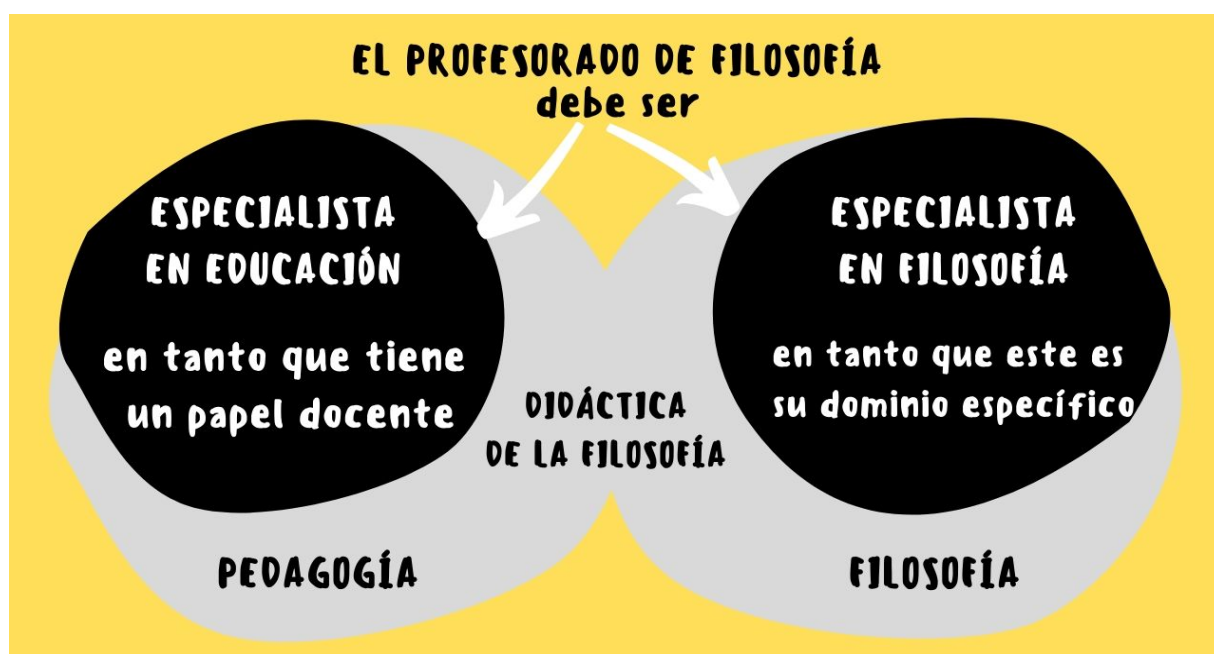 EL PROFESORADO DE FILOSOFÍA
debe ser
ESPECIALISTA
EN EDUCACIÓN
en tanto que tiene
un papel docente
ESPECIALISTA
EN FILOSOFÍA
en tanto que este es
su dominio específico
DIDÁCTICA
DE LA FILOSOFÍA
PEDAGOGÍA
FILOSOFÍA